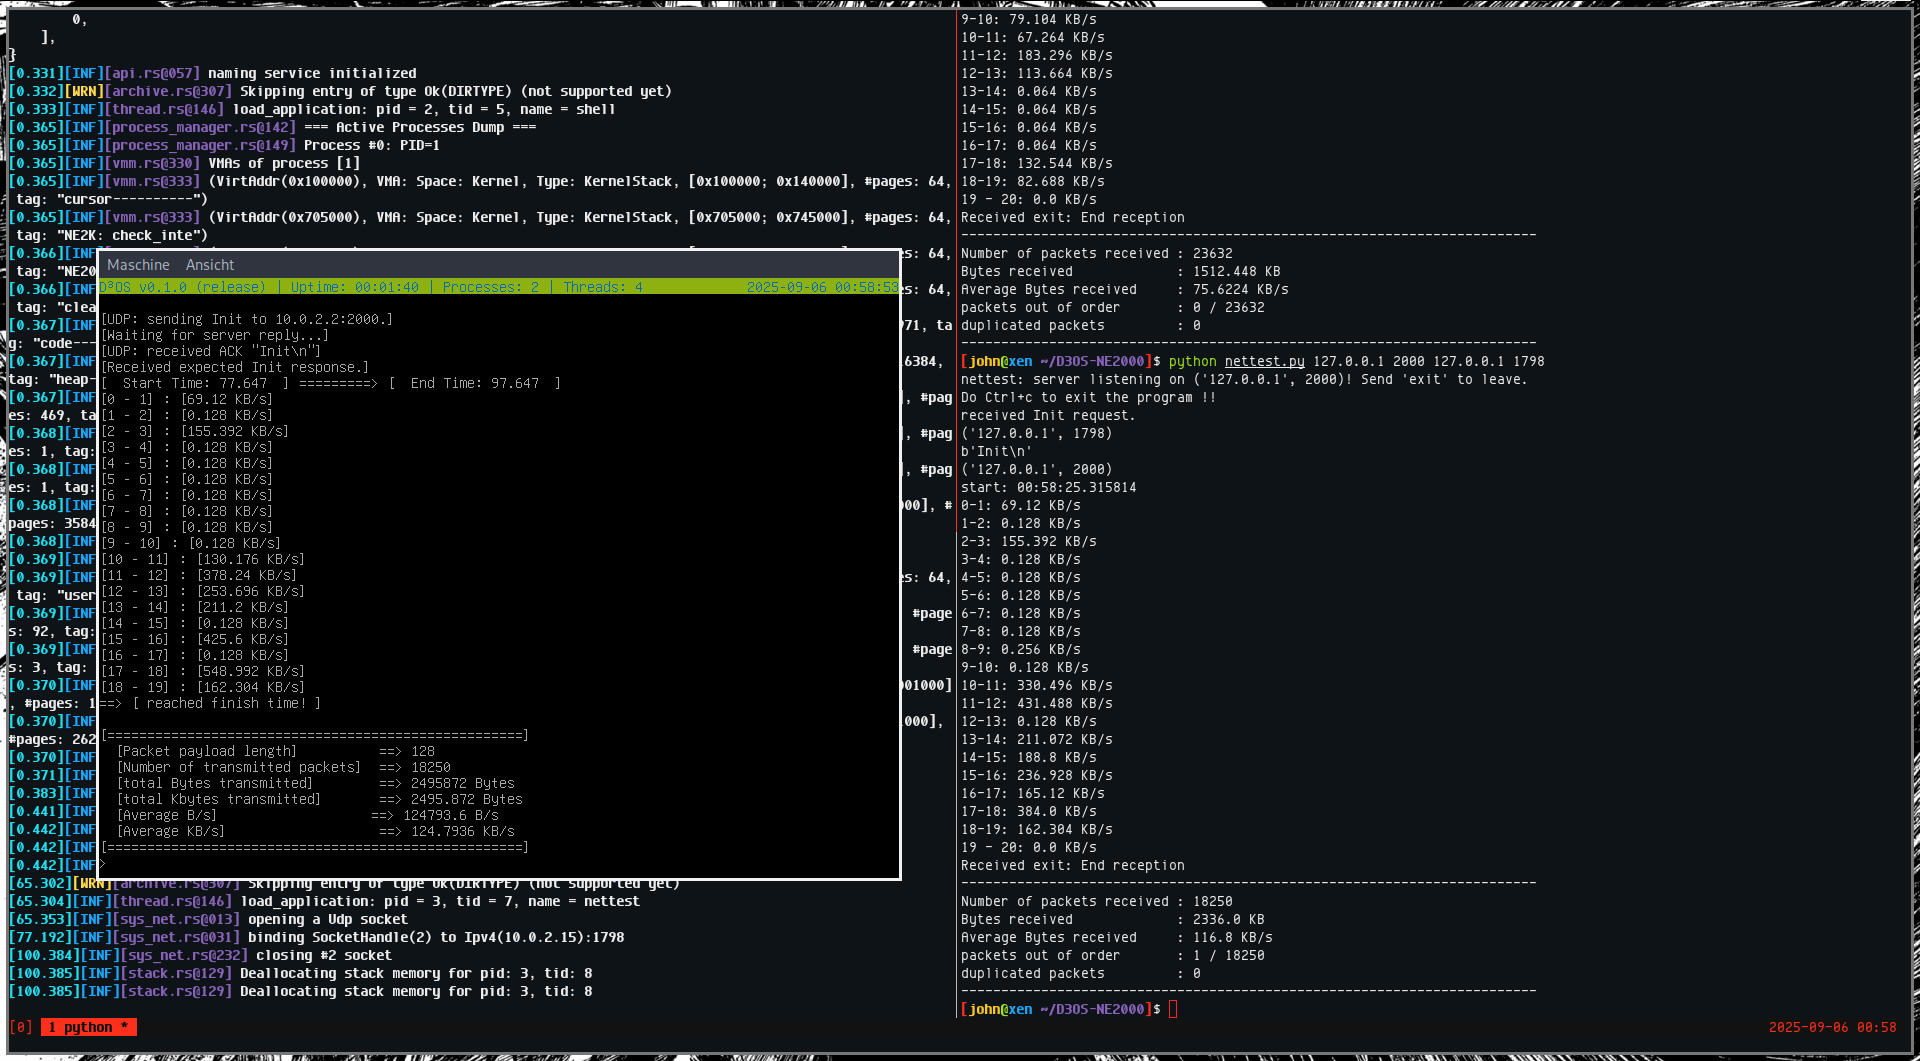 0,
    ],
}
[0.331][INF][api.rs@057] naming service initialized
[0.332][WRN][archive.rs@307] Skipping entry of type Ok(DIRTYPE) (not supported yet)
[0.333][INF][thread.rs@146] load_application: pid = 2, tid = 5, name = shell
[0.365][INF][process_manager.rs@142] === Active Processes Dump ===
[0.365][INF][process_manager.rs@149] Process #0: PID=1
[0.365][INF][vmm.rs@330] VMAs of process [1]
[0.365][INF][vmm.rs@333] (VirtAddr(0x100000), VMA: Space: Kernel, Type: KernelStack, [0x100000; 0x140000], #pages: 64,
 tag: "cursor----------")
[0.365][INF][vmm.rs@333] (VirtAddr(0x705000), VMA: Space: Kernel, Type: KernelStack, [0x705000; 0x745000], #pages: 64,
 tag: "NE2K: check_inte")
[0.366][INF es: 64,
 tag: "NE20
[0.366][INF es: 64,
 tag: "clea
[0.367][INF 971, ta
g: "code---
[0.367][INF 6384,
tag: "heap-
[0.367][INF ], #pag
es: 469, ta
[0.368][INF ], #pag
es: 1, tag:
[0.368][INF ], #pag
es: 1, tag:
[0.368][INF 00], #
pages: 3584
[0.368][INF
[0.369][INF
[0.369][INF es: 64,
 tag: "user
[0.369][INF #page
s: 92, tag:
[0.369][INF #page
s: 3, tag:
[0.370][INF 001000]
, #pages: 1
[0.370][INF 000],
#pages: 262
[0.370][INF
[0.371][INF
[0.383][INF
[0.441][INF
[0.442][INF
[0.442][INF
[0.442][INF
[65.302][WRN][archive.rs@307] Skipping entry of type Ok(DIRTYPE) (not supported yet)
[65.304][INF][thread.rs@146] load_application: pid = 3, tid = 7, name = nettest
[65.353][INF][sys_net.rs@013] opening a Udp socket
[77.192][INF][sys_net.rs@031] binding SocketHandle(2) to Ipv4(10.0.2.15):1798
[100.384][INF][sys_net.rs@232] closing #2 socket
[100.385][INF][stack.rs@129] Deallocating stack memory for pid: 3, tid: 8
[100.385][INF][stack.rs@129] Deallocating stack memory for pid: 3, tid: 8
Maschine Ansicht
D³OS v0.1.0 (release) | Uptime: 00:01:40 | Processes: 2 | Threads: 4 2025-09-06 00:58:53
[UDP: sending Init to 10.0.2.2:2000.]
[Waiting for server reply...]
[UDP: received ACK "Init\n"]
[Received expected Init response.]
[  Start Time: 77.647  ] =========> [  End Time: 97.647  ]
[0 - 1] : [69.12 KB/s]
[1 - 2] : [0.128 KB/s]
[2 - 3] : [155.392 KB/s]
[3 - 4] : [0.128 KB/s]
[4 - 5] : [0.128 KB/s]
[5 - 6] : [0.128 KB/s]
[6 - 7] : [0.128 KB/s]
[7 - 8] : [0.128 KB/s]
[8 - 9] : [0.128 KB/s]
[9 - 10] : [0.128 KB/s]
[10 - 11] : [130.176 KB/s]
[11 - 12] : [378.24 KB/s]
[12 - 13] : [253.696 KB/s]
[13 - 14] : [211.2 KB/s]
[14 - 15] : [0.128 KB/s]
[15 - 16] : [425.6 KB/s]
[16 - 17] : [0.128 KB/s]
[17 - 18] : [548.992 KB/s]
[18 - 19] : [162.304 KB/s]
==> [ reached finish time! ]
[====================================================]
  [Packet payload length]          ==> 128
  [Number of transmitted packets]  ==> 18250
  [total Bytes transmitted]        ==> 2495872 Bytes
  [total Kbytes transmitted]       ==> 2495.872 Bytes
  [Average B/s]                   ==> 124793.6 B/s
  [Average KB/s]                   ==> 124.7936 KB/s
[====================================================]
>
9-10: 79.104 KB/s
10-11: 67.264 KB/s
11-12: 183.296 KB/s
12-13: 113.664 KB/s
13-14: 0.064 KB/s
14-15: 0.064 KB/s
15-16: 0.064 KB/s
16-17: 0.064 KB/s
17-18: 132.544 KB/s
18-19: 82.688 KB/s
19 - 20: 0.0 KB/s
Received exit: End reception
------------------------------------------------------------------------
Number of packets received : 23632
Bytes received             : 1512.448 KB
Average Bytes received     : 75.6224 KB/s
packets out of order       : 0 / 23632
duplicated packets         : 0
------------------------------------------------------------------------
[john@xen ~/D3OS-NE2000]$ python nettest.py 127.0.0.1 2000 127.0.0.1 1798
nettest: server listening on ('127.0.0.1', 2000)! Send 'exit' to leave.
Do Ctrl+c to exit the program !!
received Init request.
('127.0.0.1', 1798)
b'Init\n'
('127.0.0.1', 2000)
start: 00:58:25.315814
0-1: 69.12 KB/s
1-2: 0.128 KB/s
2-3: 155.392 KB/s
3-4: 0.128 KB/s
4-5: 0.128 KB/s
5-6: 0.128 KB/s
6-7: 0.128 KB/s
7-8: 0.128 KB/s
8-9: 0.256 KB/s
9-10: 0.128 KB/s
10-11: 330.496 KB/s
11-12: 431.488 KB/s
12-13: 0.128 KB/s
13-14: 211.072 KB/s
14-15: 188.8 KB/s
15-16: 236.928 KB/s
16-17: 165.12 KB/s
17-18: 384.0 KB/s
18-19: 162.304 KB/s
19 - 20: 0.0 KB/s
Received exit: End reception
------------------------------------------------------------------------
Number of packets received : 18250
Bytes received             : 2336.0 KB
Average Bytes received     : 116.8 KB/s
packets out of order       : 1 / 18250
duplicated packets         : 0
------------------------------------------------------------------------
[john@xen ~/D3OS-NE2000]$
[0] 1 python * 2025-09-06 00:58